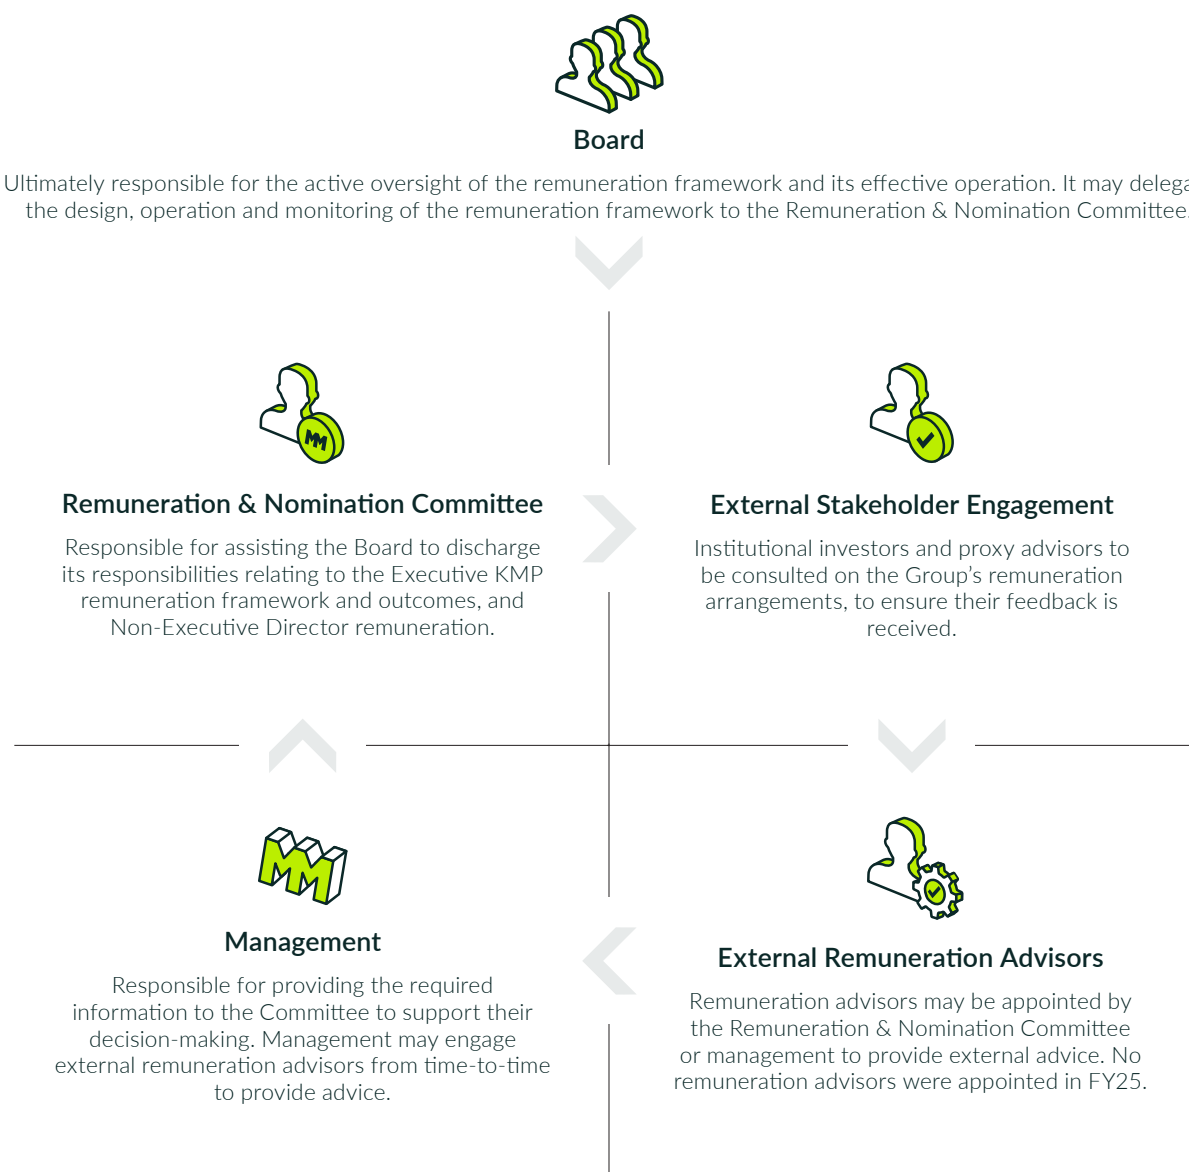 Board
Ultimately responsible for the active oversight of the remuneration framework and its effective operation. It may
the design, operation and monitoring of the remuneration framework to the Remuneration & Nomination Committee.
Remuneration & Nomination Committee
Responsible for assisting the Board to discharge
its responsibilities relating to the Executive KMP
remuneration framework and outcomes, and
Non-Executive Director remuneration.
External Stakeholder Engagement
Institutional investors and proxy advisors to
be consulted on the Group’s remuneration
arrangements, to ensure their feedback is
received.
MM
Management
Responsible for providing the required
information to the Committee to support their
decision-making. Management may engage
external remuneration advisors from time-to-time
to provide advice.
External Remuneration Advisors
Remuneration advisors may be appointed by
the Remuneration & Nomination Committee
or management to provide external advice. No
remuneration advisors were appointed in FY25.